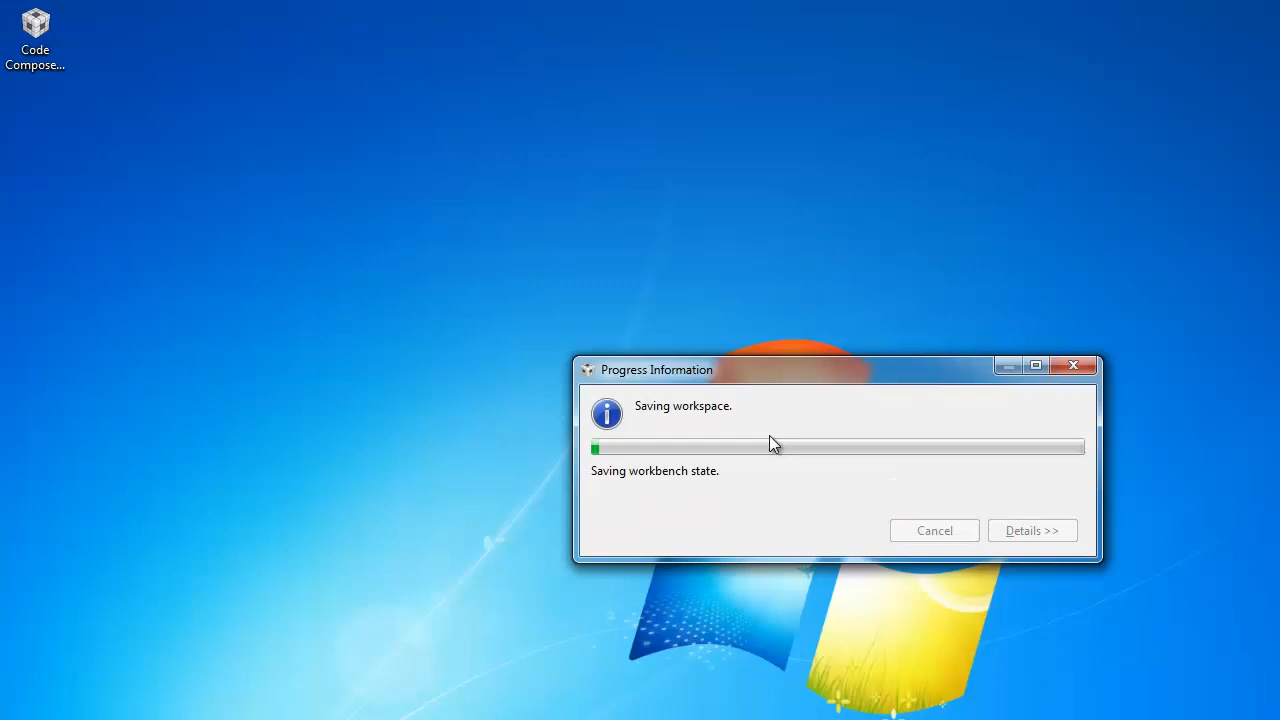 Code
Compose...
Progress Information
Saving workspace.
Saving workbench state.
Cancel
Details >>